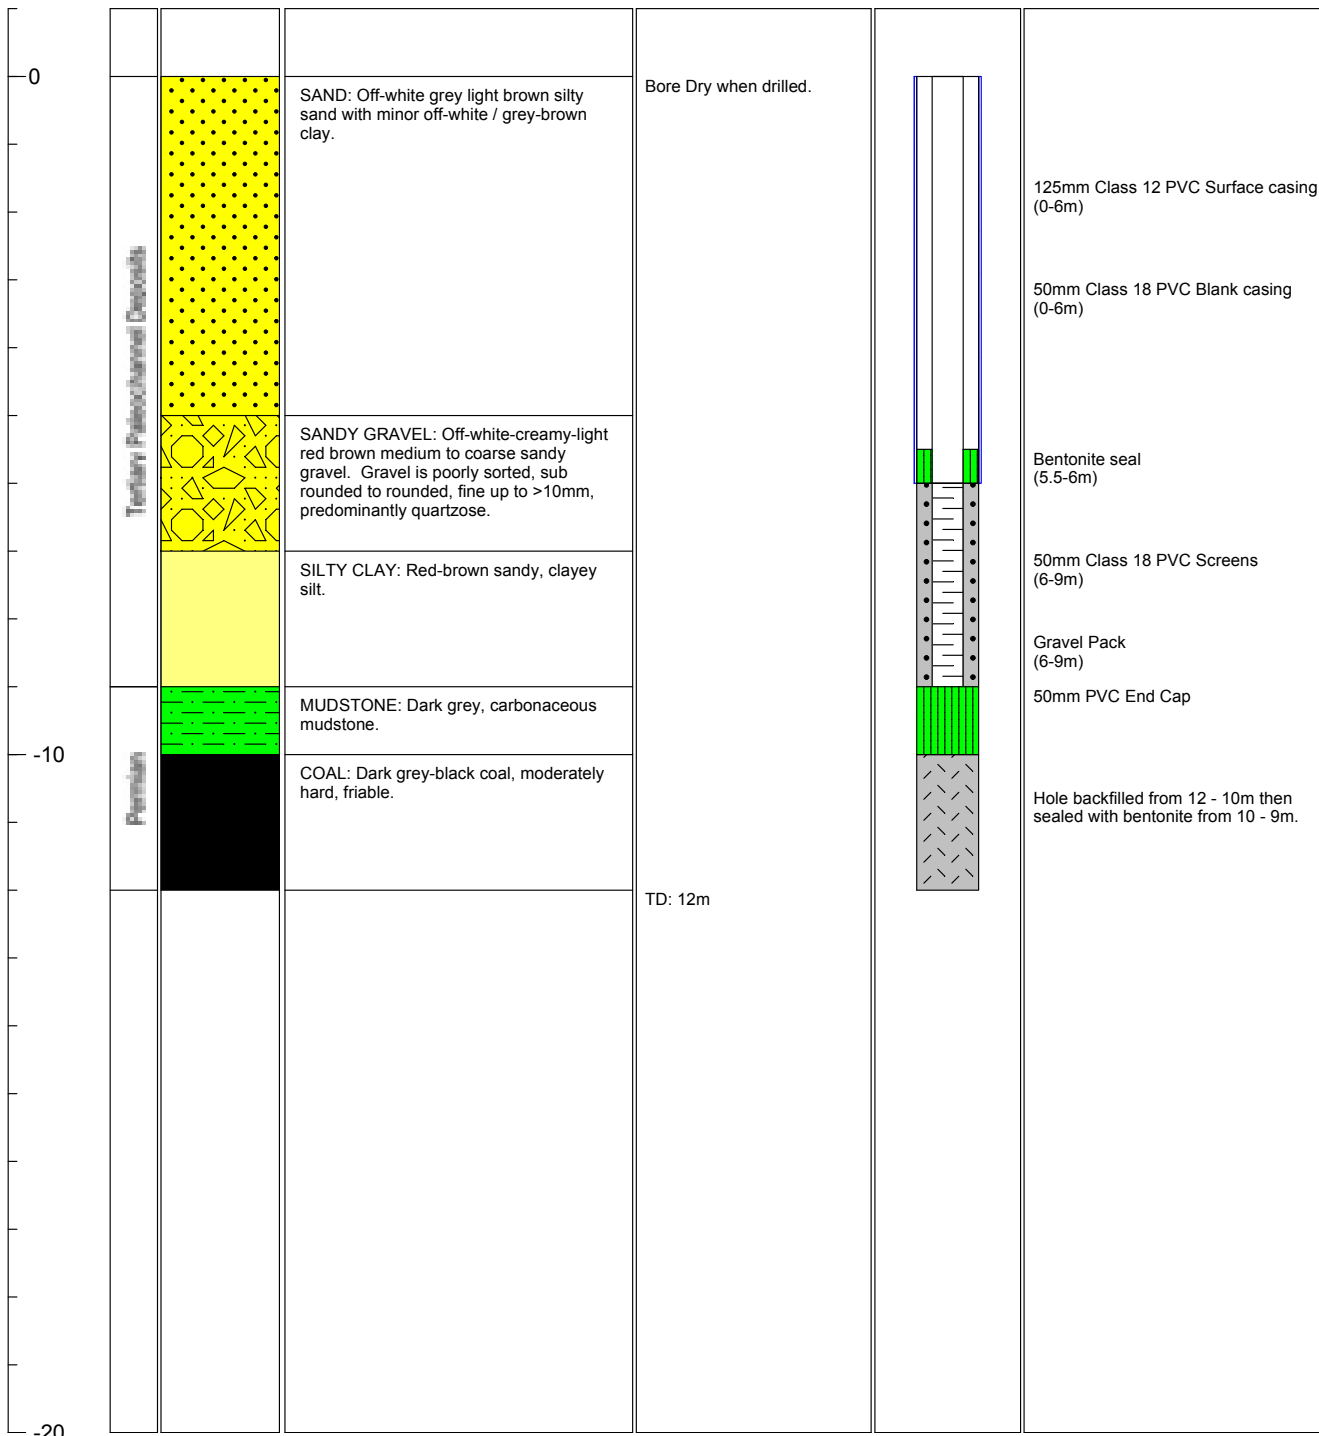 0
Bore Dry when drilled.
SAND: Off-white grey light brown silty
sand with minor off-white / grey-brown
clay.
125mm Class 12 PVC Surface casing
(0-6m)
Tertiary Paleochannel Deposits
50mm Class 18 PVC Blank casing
(0-6m)
SANDY GRAVEL: Off-white-creamy-light
red brown medium to coarse sandy
gravel. Gravel is poorly sorted, sub
rounded to rounded, fine up to >10mm,
predominantly quartzose.
Bentonite seal
(5.5-6m)
SILTY CLAY: Red-brown sandy, clayey
silt.
50mm Class 18 PVC Screens
(6-9m)
Gravel Pack
(6-9m)
MUDSTONE: Dark grey, carbonaceous
mudstone.
50mm PVC End Cap
-10
Permian
COAL: Dark grey-black coal, moderately
hard, friable.
Hole backfilled from 12 - 10m then
sealed with bentonite from 10 - 9m.
TD: 12m
-20